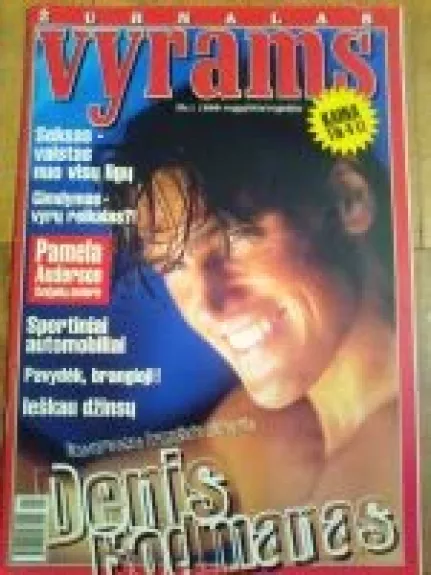 ŽURNALAS
vyrams
KAINA
Seksas -
vaistas
nuo visų ligų
Gimdymas -
vyrų reikalas?!
Pamela
Anderson
Sportiniai
automobiliai
Pavydėk, brangioji!
Ieškau džinsų
Denis
Rodmanas